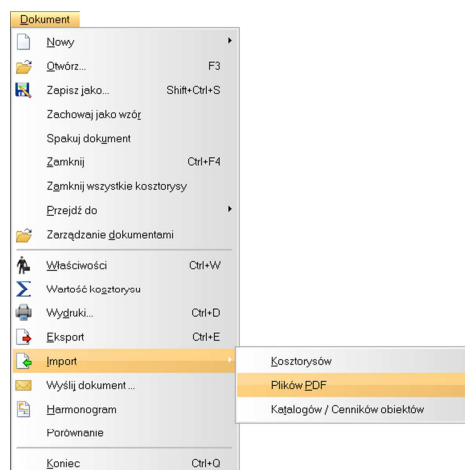 Dokument
Nowy
Otwórz... F3
Zapisz jako... Shift+Ctrl+S
Zachowaj jako wzór
Spakuj dokument
Zamknij Ctrl+F4
Zamknij wszystkie kosztorysy
Przejdź do
Zarządzanie dokumentami
Właściwości Ctrl+W
Wartość kosztorysu
Wydruki... Ctrl+D
Eksport Ctrl+E
Import Kosztorysów
Wyślij dokument ... Plików PDF
Harmonogram Katalogów / Cenników obiektów
Porównanie
Koniec Ctrl+Q